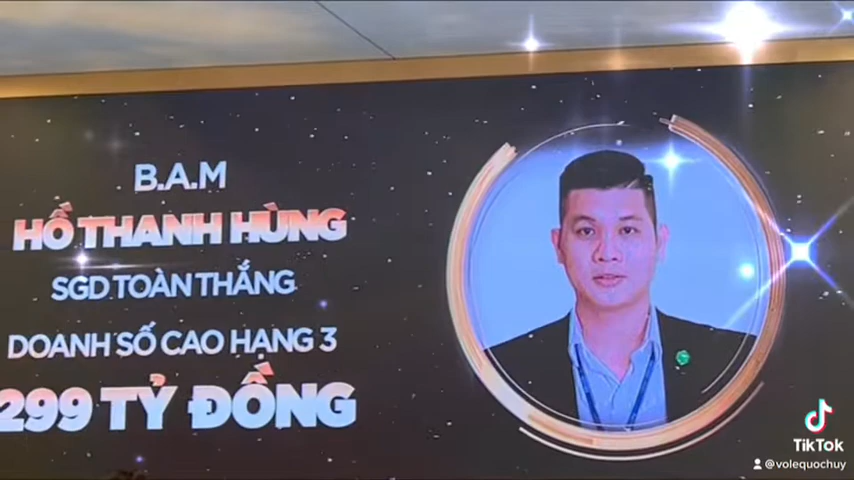 B.A.M
HỒ THANH HÙNG
SGD TOÀN THẮNG
DOANH SỐ CAO HẠNG 3
299 TỶ ĐỒNG
TikTok
@volequochuy